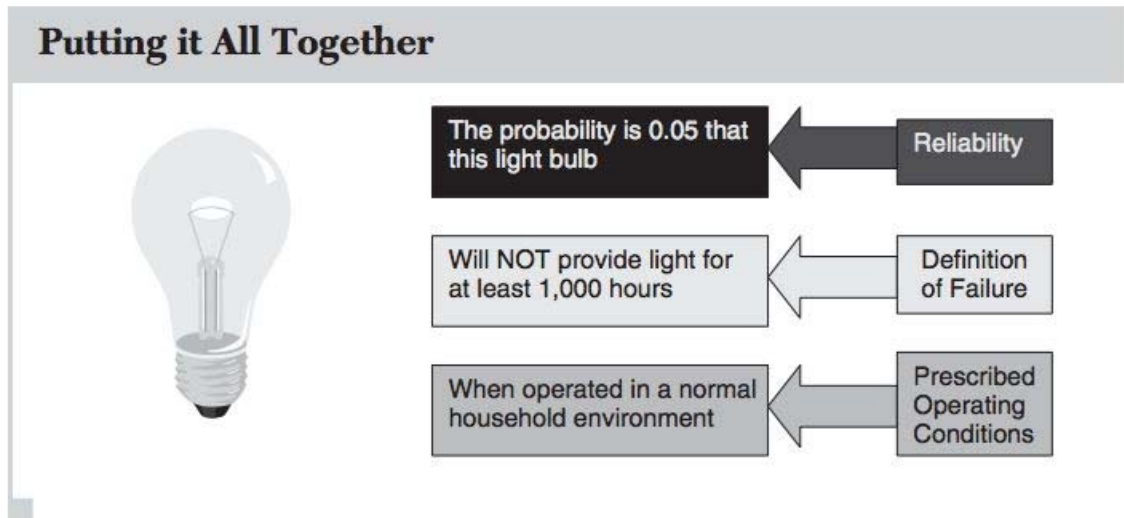 Putting it All Together
The probability is 0.05 that
this light bulb
Reliability
Will NOT provide light for
at least 1,000 hours
Definition
of Failure
When operated in a normal
household environment
Prescribed
Operating
Conditions